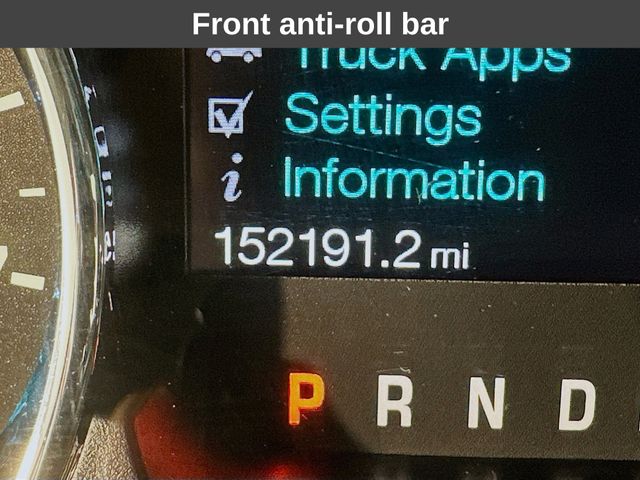 Front anti-roll bar
Truck Apps
Settings
i Information
152191.2 mi
P R N D